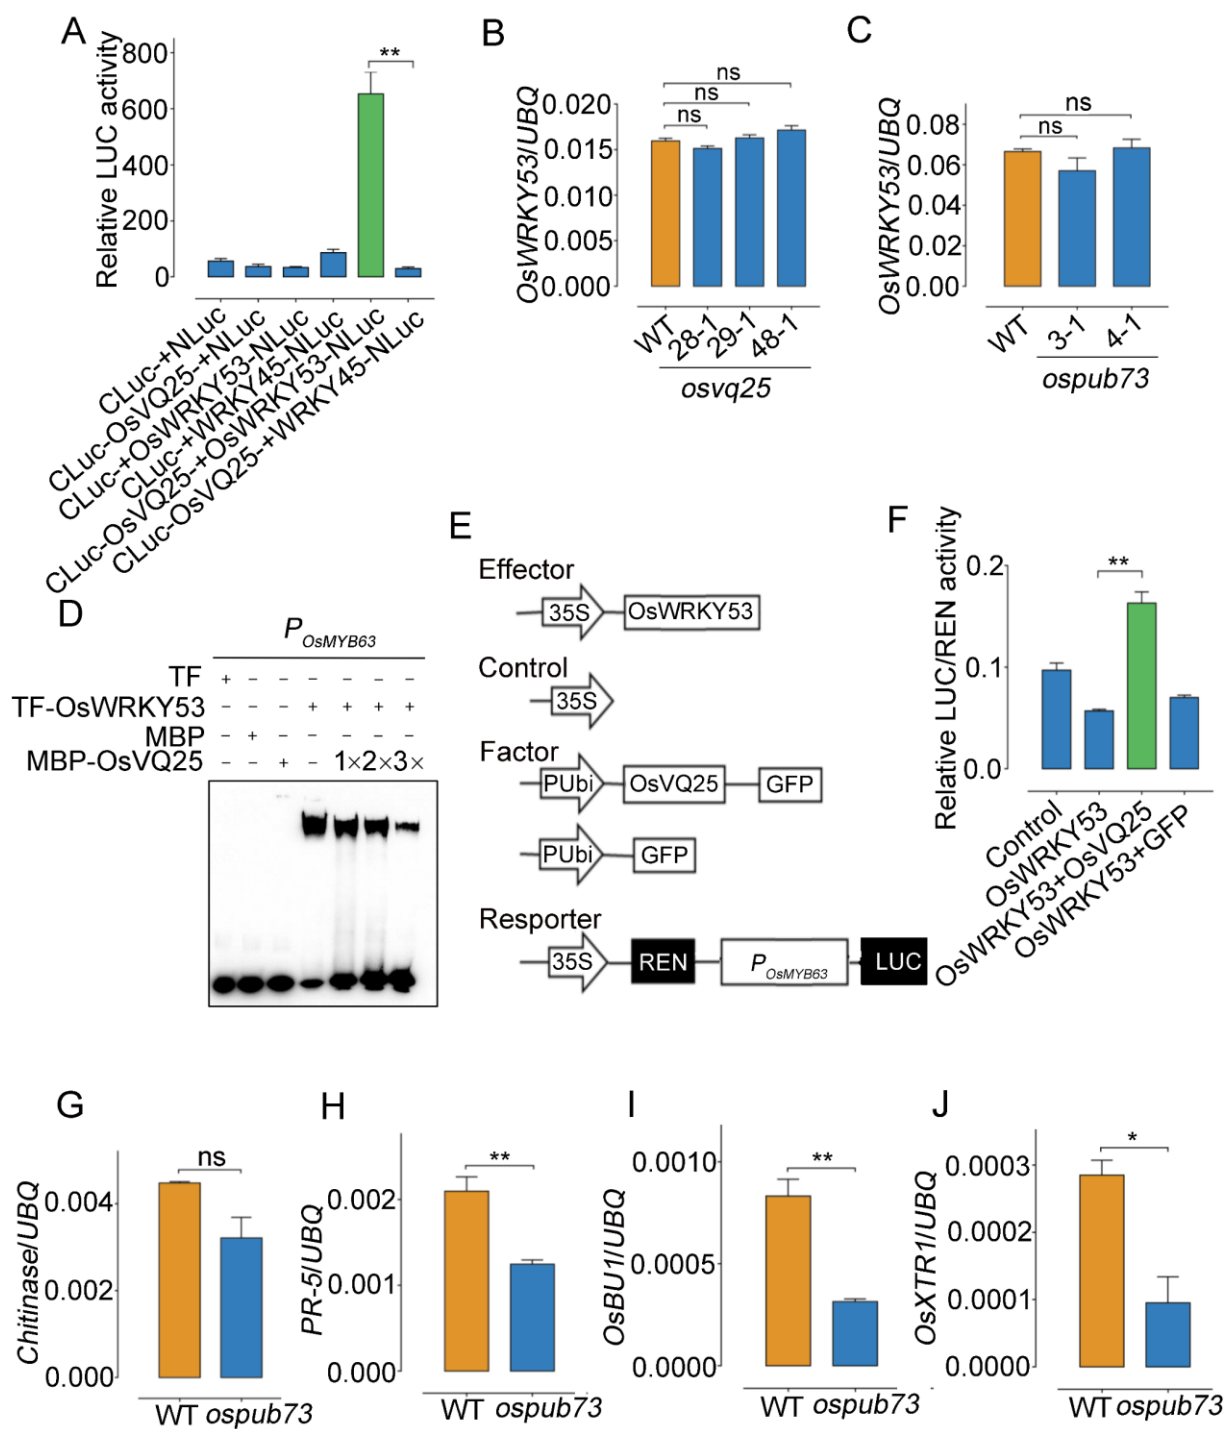 A
Relative LUC activity
800
600
400
200
0
**
CLuc-+NLuc
CLuc-OsVQ25-+NLuc
CLuc-+OsWRKY53-NLuc
CLuc-+WRKY45-NLuc
CLuc-OsVQ25-+OsWRKY53-NLuc
CLuc-OsVQ25-+WRKY45-NLuc
B
OsWRKY53/UBQ
0.020
0.015
0.010
0.005
0.000
ns
ns
ns
WT
28-1
29-1
48-1
osvq25
C
OsWRKY53/UBQ
0.08
0.06
0.04
0.02
0.00
ns
ns
WT
3-1
4-1
ospub73
D
P OsMYB63
TF + – – – – – –
TF-OsWRKY53 – – – + + + +
MBP – + – – – – –
MBP-OsVQ25 – – + – 1× 2× 3×
E
Effector
35S OsWRKY53
Control
35S
Factor
PUbi OsVQ25 GFP
PUbi GFP
Resporter
35S REN P OsMYB63 LUC
F
Relative LUC/REN activity
0.2
0.1
0.0
**
Control
OsWRKY53
OsWRKY53+OsVQ25
OsWRKY53+GFP
G
Chitinase/UBQ
0.004
0.002
0.000
ns
WT ospub73
H
PR-5/UBQ
0.002
0.001
0.000
**
WT ospub73
I
OsBU1/UBQ
0.0010
0.0005
0.0000
**
WT ospub73
J
OsXTR1/UBQ
0.0003
0.0002
0.0001
0.0000
*
WT ospub73